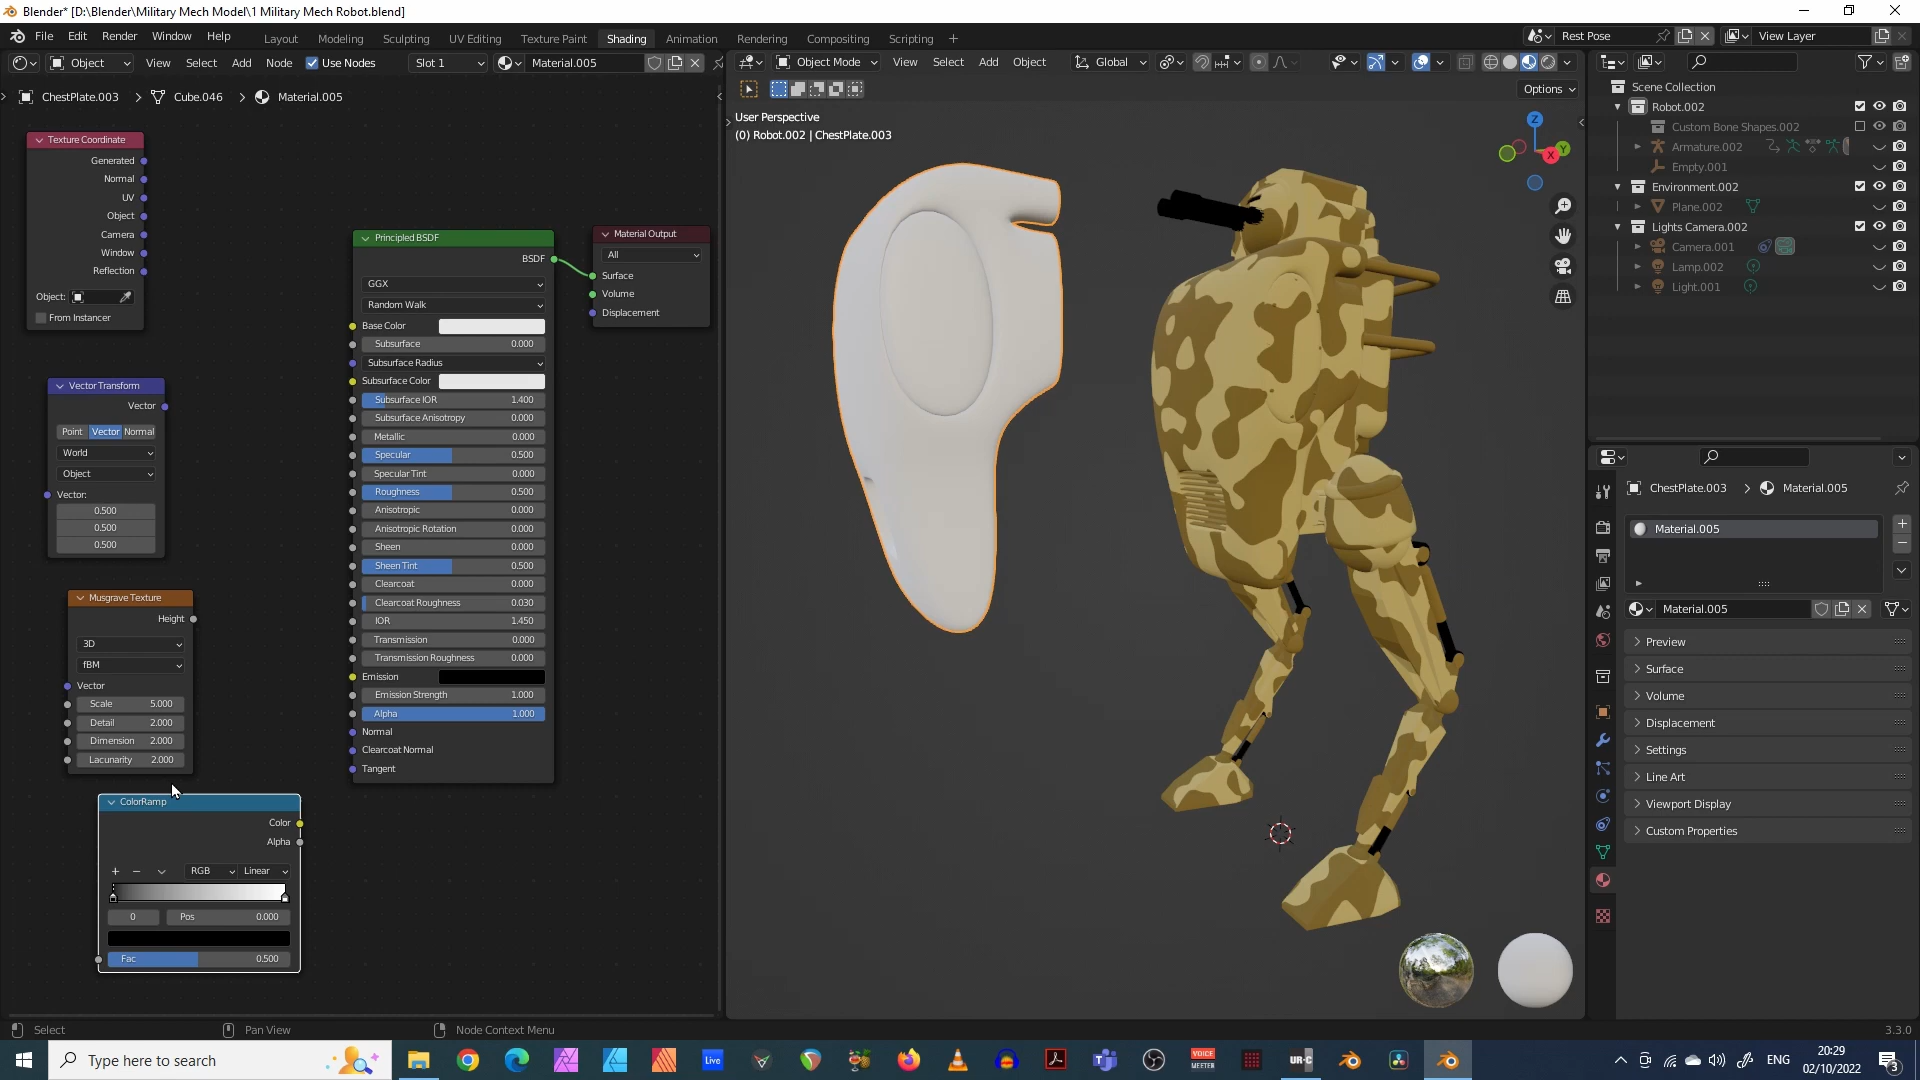 Blender* [D:\Blender\Military Mech Model\1 Military Mech Robot.blend]
File Edit Render Window Help Layout Modeling Sculpting UV Editing Texture Paint Shading Animation Rendering Compositing Scripting + Rest Pose View Layer
Object View Select Add Node Use Nodes Slot 1 Material.005 Object Mode View Select Add Object Global
Options
ChestPlate.003 > Cube.046 > Material.005
User Perspective
(0) Robot.002 | ChestPlate.003
Texture Coordinate
Generated
Normal
UV
Object
Camera
Window
Reflection
Object:
From Instancer
Vector Transform
Vector
Point Vector Normal
World
Object
Vector:
0.500
0.500
0.500
Musgrave Texture
Height
3D
fBM
Vector
Scale 5.000
Detail 2.000
Dimension 2.000
Lacunarity 2.000
ColorRamp
Color
Alpha
+ − RGB Linear
0 Pos 0.000
Fac 0.500
Principled BSDF
BSDF
GGX
Random Walk
Base Color
Subsurface 0.000
Subsurface Radius
Subsurface Color
Subsurface IOR 1.400
Subsurface Anisotropy 0.000
Metallic 0.000
Specular 0.500
Specular Tint 0.000
Roughness 0.500
Anisotropic 0.000
Anisotropic Rotation 0.000
Sheen 0.000
Sheen Tint 0.500
Clearcoat 0.000
Clearcoat Roughness 0.030
IOR 1.450
Transmission 0.000
Transmission Roughness 0.000
Emission
Emission Strength 1.000
Alpha 1.000
Normal
Clearcoat Normal
Tangent
Material Output
All
Surface
Volume
Displacement
Z
X
Y
Scene Collection
Robot.002
Custom Bone Shapes.002
Armature.002
Empty.001
Environment.002
Plane.002
Lights Camera.002
Camera.001
Lamp.002
Light.001
ChestPlate.003 > Material.005
Material.005
Material.005
Preview
Surface
Volume
Displacement
Settings
Line Art
Viewport Display
Custom Properties
Select Pan View Node Context Menu 3.3.0
Type here to search
Live
VOICE
MEETER
UR-C
ENG
20:29
02/10/2022
3